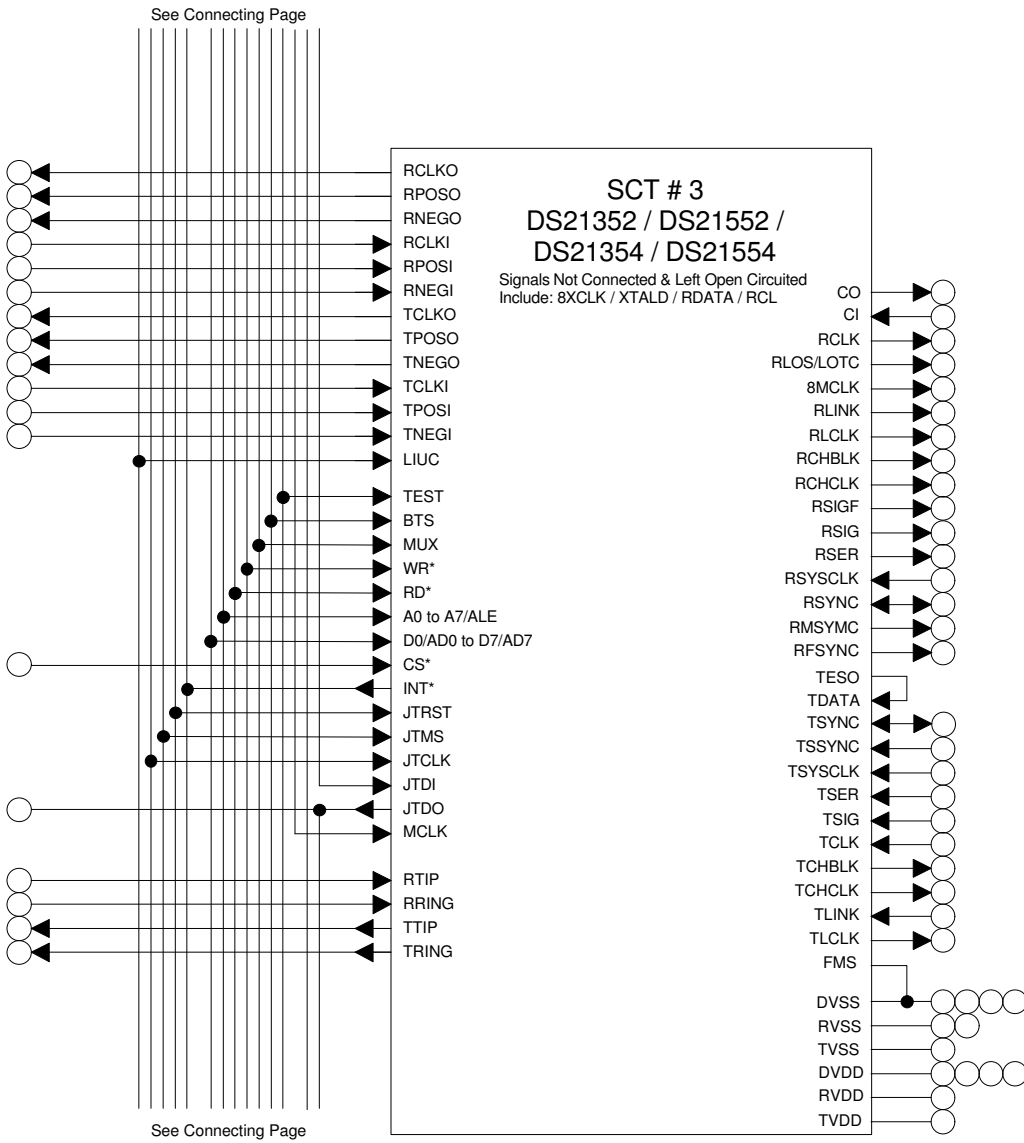 See Connecting Page
SCT # 3
DS21352 / DS21552 /
DS21354 / DS21554
Signals Not Connected & Left Open Circuited
Include: 8XCLK / XTALD / RDATA / RCL
RCLKO
RPOSO
RNEGO
RCLKI
RPOSI
RNEGI
TCLKO
TPOSO
TNEGO
TCLKI
TPOSI
TNEGI
LIUC
TEST
BTS
MUX
WR*
RD*
A0 to A7/ALE
D0/AD0 to D7/AD7
CS*
INT*
JTRST
JTMS
JTCLK
JTDI
JTDO
MCLK
RTIP
RRING
TTIP
TRING
CO
CI
RCLK
RLOS/LOTC
8MCLK
RLINK
RLCLK
RCHBLK
RCHCLK
RSIGF
RSIG
RSER
RSYSCLK
RSYNC
RMSYMC
RFSYNC
TESO
TDATA
TSYNC
TSSYNC
TSYSCLK
TSER
TSIG
TCLK
TCHBLK
TCHCLK
TLINK
TLCLK
FMS
DVSS
RVSS
TVSS
DVDD
RVDD
TVDD
See Connecting Page